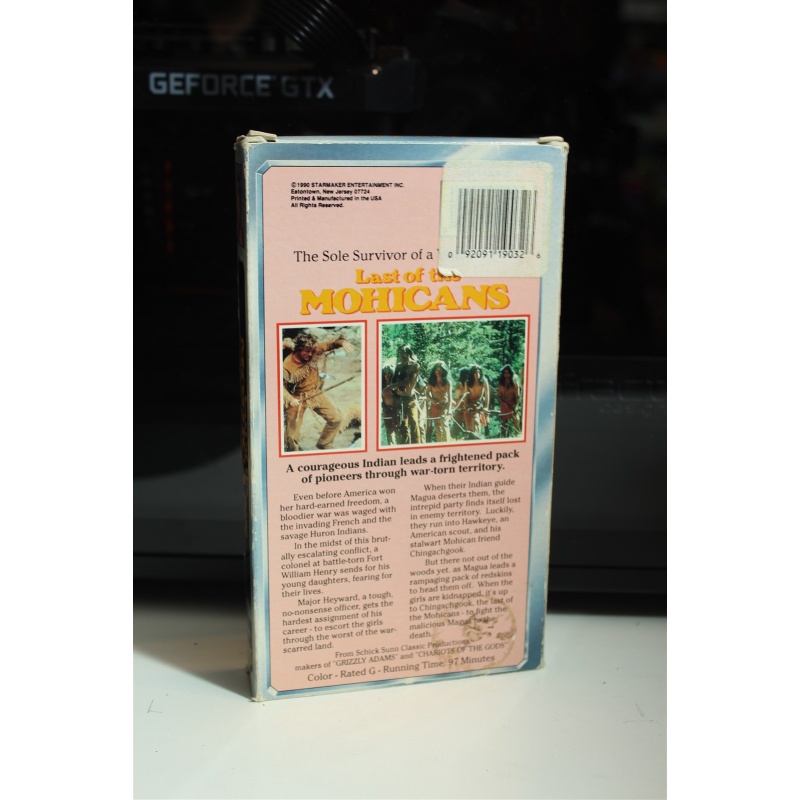 GEFORCE GTX
© 1990 STARMAKER ENTERTAINMENT INC.
Eatontown, New Jersey 07724
Printed & Manufactured in the USA
All Rights Reserved.
0 92091 19032 6
The Sole Survivor of a
Last of the
MOHICANS
A courageous Indian leads a frightened pack
of pioneers through war-torn territory.
Even before America won
her hard-earned freedom, a
bloodier war was waged with
the invading French and the
savage Huron Indians.
In the midst of this brut-
ally escalating conflict, a
colonel at battle-torn Fort
William Henry sends for his
young daughters, fearing for
their lives.
Major Heyward, a tough,
no-nonsense officer, gets the
hardest assignment of his
career - to escort the girls
through the worst of the war-
scarred land.
When their Indian guide
Magua deserts them, the
intrepid party finds itself lost
in enemy territory. Luckily,
they run into Hawkeye, an
American scout, and his
stalwart Mohican friend
Chingachgook.
But there not out of the
woods yet, as Magua leads a
rampaging pack of redskins
to head them off. When the
girls are kidnapped, it's up
to Chingachgook, the last of
the Mohicans - to fight the
malicious Magua to the
death.
From Schick Sunn Classic Productions
makers of "GRIZZLY ADAMS" and "CHARIOTS OF THE GODS"
Color - Rated G - Running Time: 97 Minutes